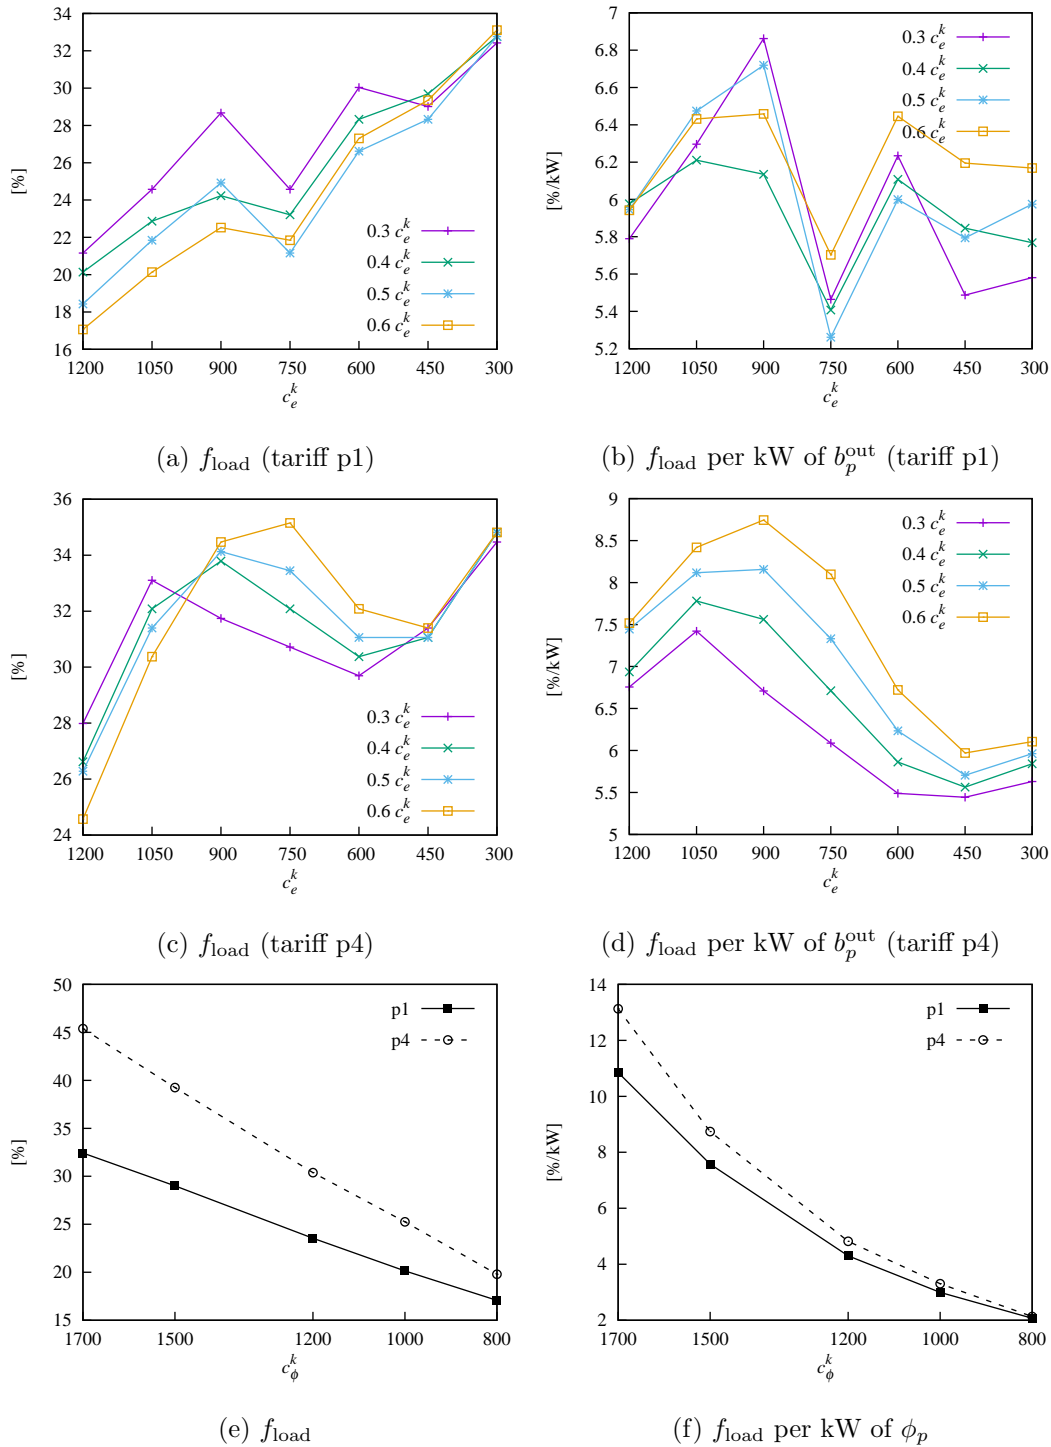 34
32
30
28
26
24
22
20
18
16
[%]
1200 1050 900 750 600 450 300
c_e^k
0.3 c_e^k
0.4 c_e^k
0.5 c_e^k
0.6 c_e^k
(a) f_load (tariff p1)
7
6.8
6.6
6.4
6.2
6
5.8
5.6
5.4
5.2
[%/kW]
1200 1050 900 750 600 450 300
c_e^k
0.3 c_e^k
0.4 c_e^k
0.5 c_e^k
0.6 c_e^k
(b) f_load per kW of b_p^out (tariff p1)
36
34
32
30
28
26
24
[%]
1200 1050 900 750 600 450 300
c_e^k
0.3 c_e^k
0.4 c_e^k
0.5 c_e^k
0.6 c_e^k
(c) f_load (tariff p4)
9
8.5
8
7.5
7
6.5
6
5.5
5
[%/kW]
1200 1050 900 750 600 450 300
c_e^k
0.3 c_e^k
0.4 c_e^k
0.5 c_e^k
0.6 c_e^k
(d) f_load per kW of b_p^out (tariff p4)
50
45
40
35
30
25
20
15
[%]
1700 1500 1200 1000 800
c_ϕ^k
p1
p4
(e) f_load
14
12
10
8
6
4
2
[%/kW]
1700 1500 1200 1000 800
c_ϕ^k
p1
p4
(f) f_load per kW of ϕ_p